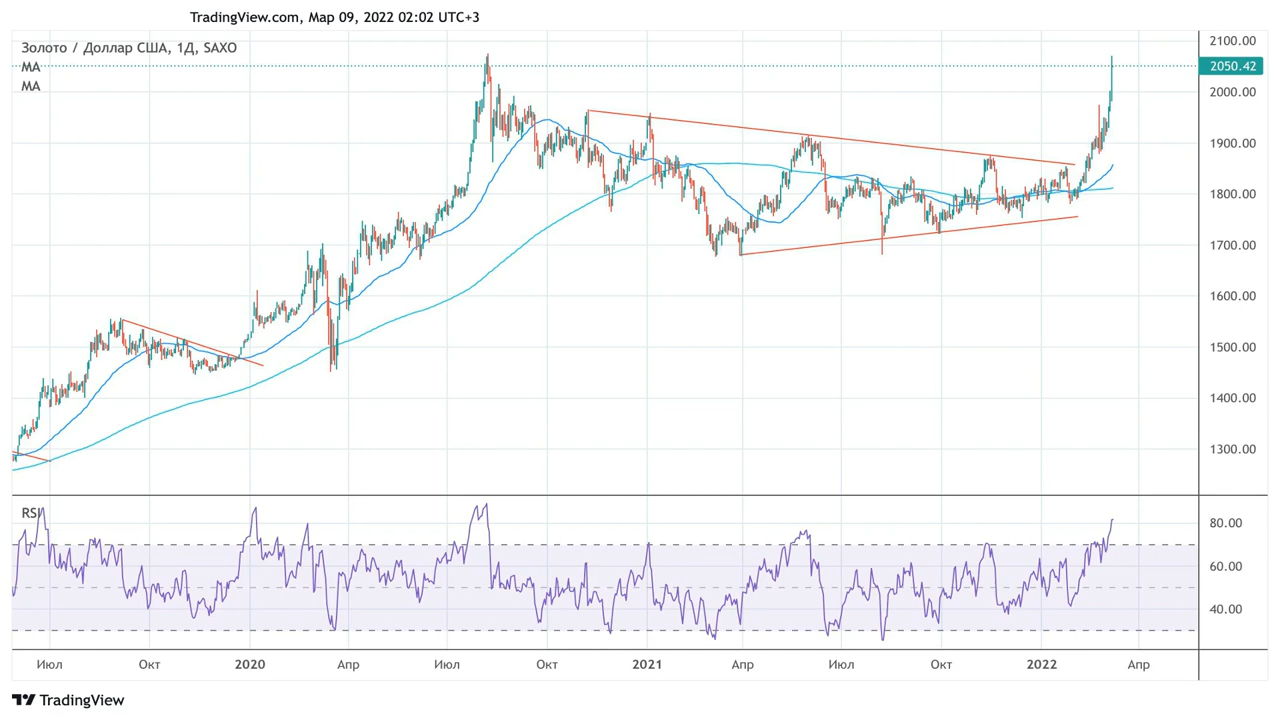 TradingView.com, Мар 09, 2022 02:02 UTC+3
Золото / Доллар США, 1Д, SAXO
MA
MA
2100.00
2050.42
2000.00
1900.00
1800.00
1700.00
1600.00
1500.00
1400.00
1300.00
RSI
80.00
60.00
40.00
Июл Окт 2020 Апр Июл Окт 2021 Апр Июл Окт 2022 Апр
TradingView